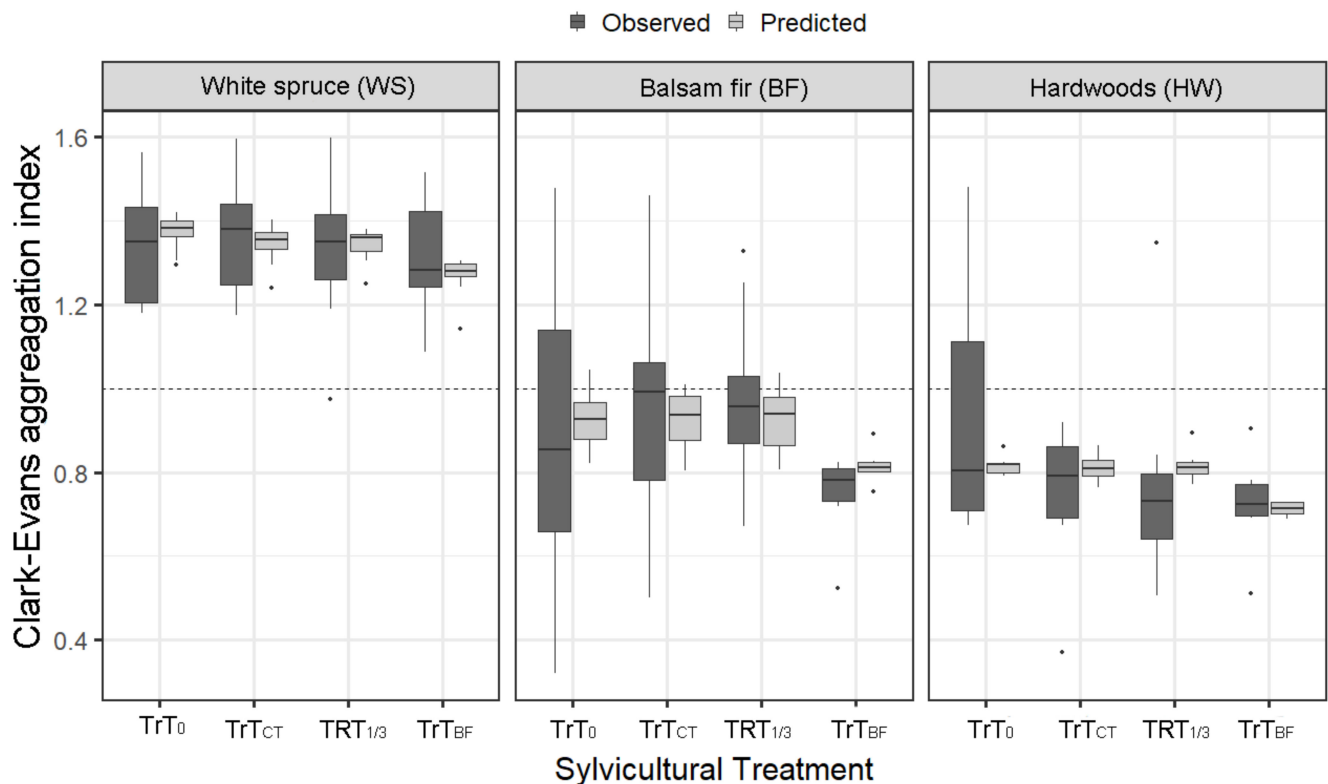 Observed Predicted
White spruce (WS) Balsam fir (BF) Hardwoods (HW)
Clark-Evans aggreagation index
1.6
1.2
0.8
0.4
TrT0 TrTCT TRT1/3 TrTBF TrT0 TrTCT TRT1/3 TrTBF TrT0 TrTCT TRT1/3 TrTBF
Sylvicultural Treatment